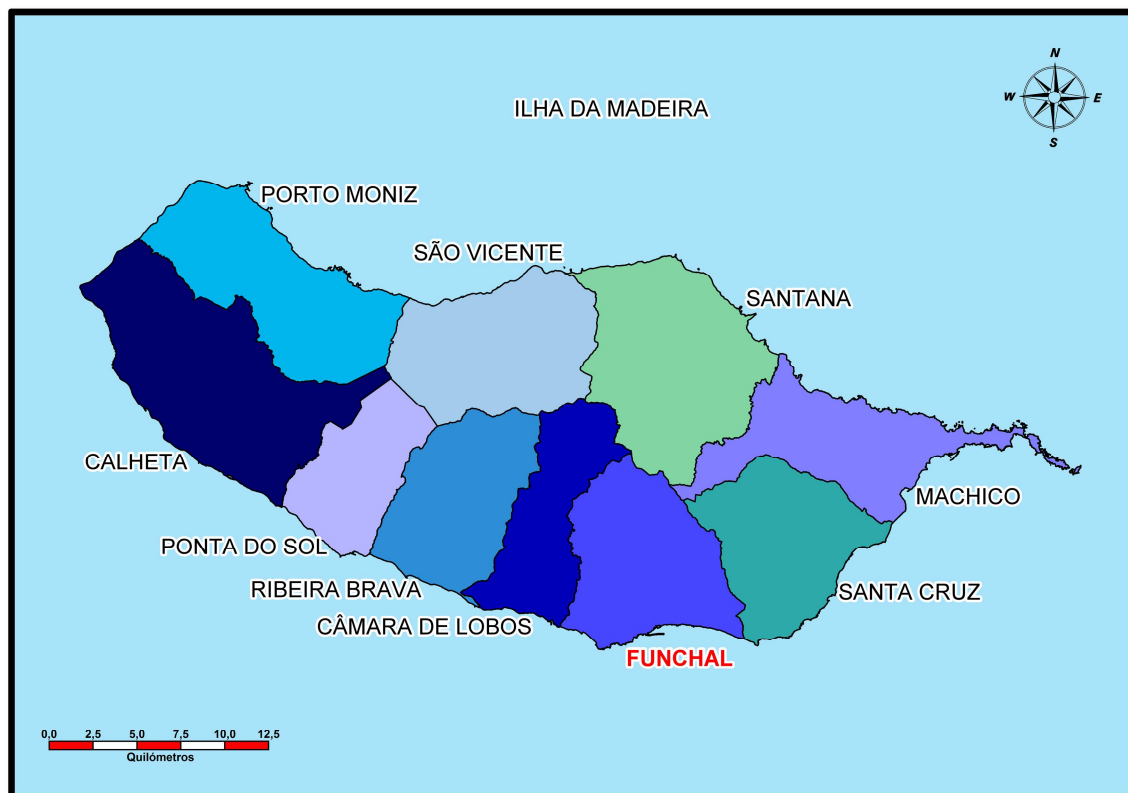 N
ILHA DA MADEIRA
W E
S
PORTO MONIZ
SÃO VICENTE
SANTANA
CALHETA
MACHICO
PONTA DO SOL
RIBEIRA BRAVA
SANTA CRUZ
CÂMARA DE LOBOS
FUNCHAL
0,0 2,5 5,0 7,5 10,0 12,5
Quilómetros